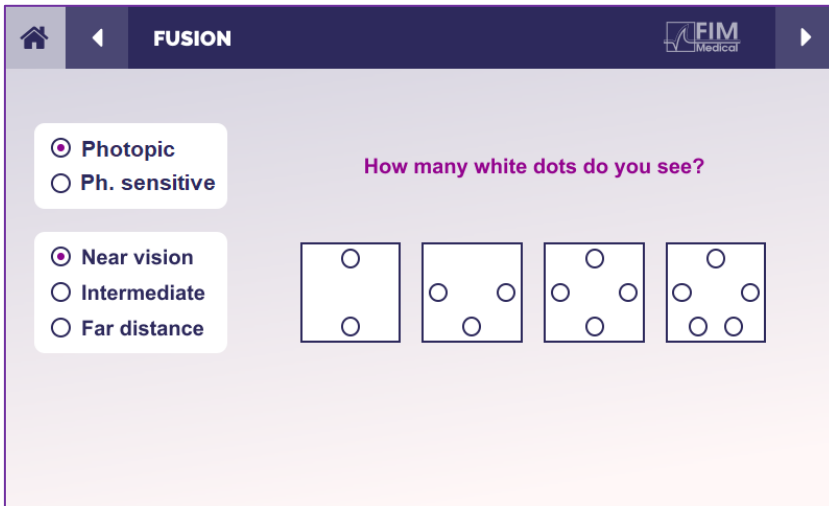 FUSION
FIM
Medical
Photopic
Ph. sensitive
How many white dots do you see?
Near vision
Intermediate
Far distance